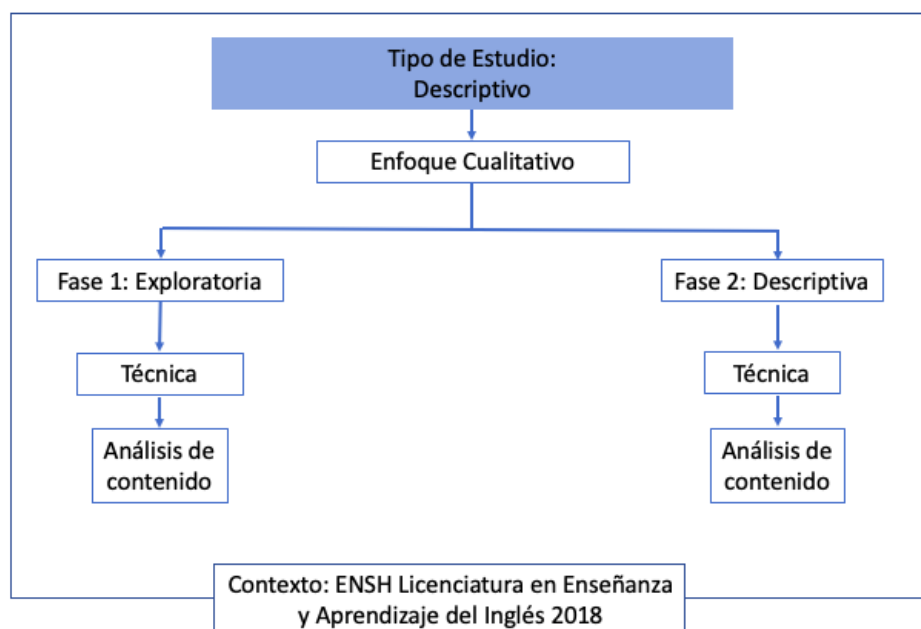 Tipo de Estudio:
Descriptivo
Enfoque Cualitativo
Fase 1: Exploratoria
Fase 2: Descriptiva
Técnica
Técnica
Análisis de
contenido
Análisis de
contenido
Contexto: ENSH Licenciatura en Enseñanza
y Aprendizaje del Inglés 2018